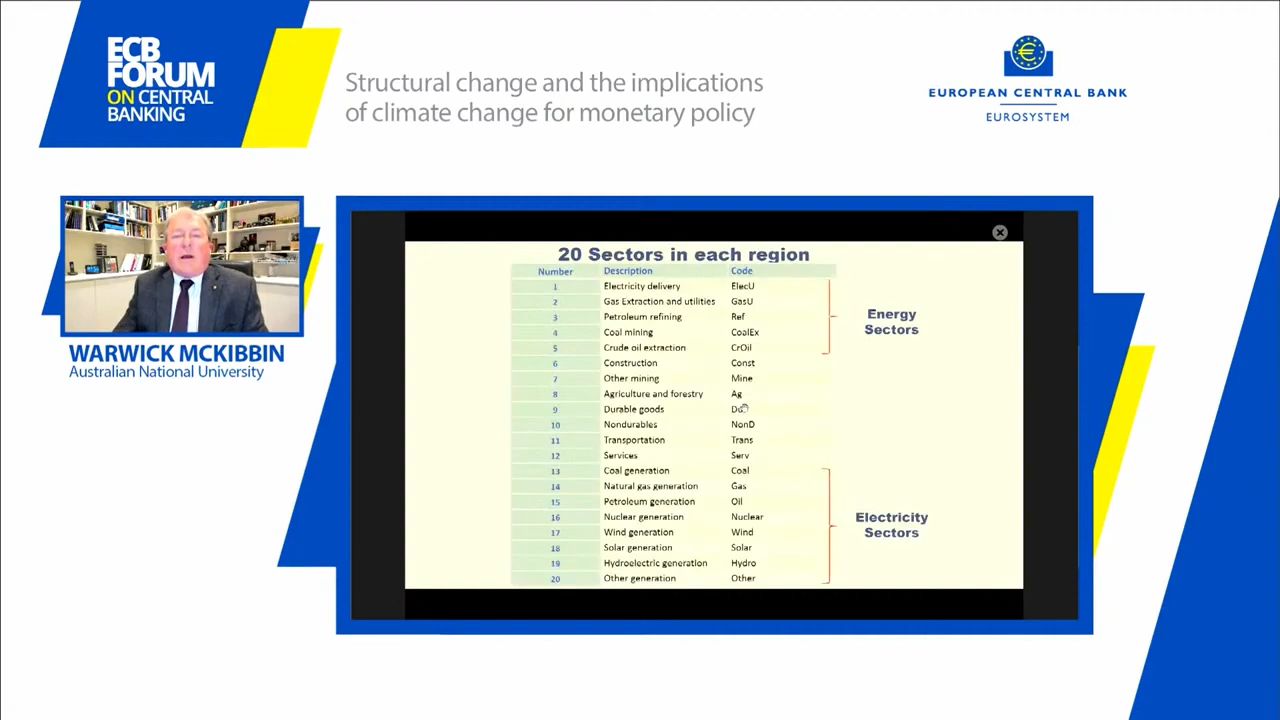 ECB
FORUM
ON CENTRAL
BANKING
Structural change and the implications
of climate change for monetary policy
€
EUROPEAN CENTRAL BANK
EUROSYSTEM
WARWICK MCKIBBIN
Australian National University
20 Sectors in each region
Number Description Code
1 Electricity delivery ElecU
2 Gas Extraction and utilities GasU
3 Petroleum refining Ref
4 Coal mining CoalEx
5 Crude oil extraction CrOil
Energy
Sectors
6 Construction Const
7 Other mining Mine
8 Agriculture and forestry Ag
9 Durable goods
10 Nondurables NonD
11 Transportation Trans
12 Services Serv
13 Coal generation Coal
14 Natural gas generation Gas
15 Petroleum generation Oil
16 Nuclear generation Nuclear
17 Wind generation Wind
18 Solar generation Solar
19 Hydroelectric generation Hydro
20 Other generation Other
Electricity
Sectors